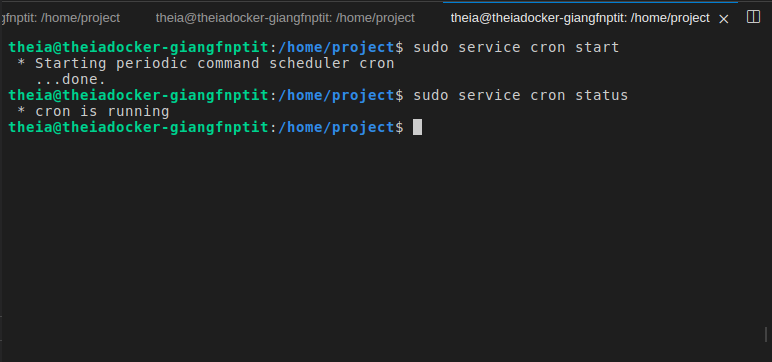 gfnptit: /home/project theia@theiadocker-giangfnptit: /home/project theia@theiadocker-giangfnptit: /home/project ×
theia@theiadocker-giangfnptit:/home/project$ sudo service cron start
 * Starting periodic command scheduler cron
   ...done.
theia@theiadocker-giangfnptit:/home/project$ sudo service cron status
 * cron is running
theia@theiadocker-giangfnptit:/home/project$